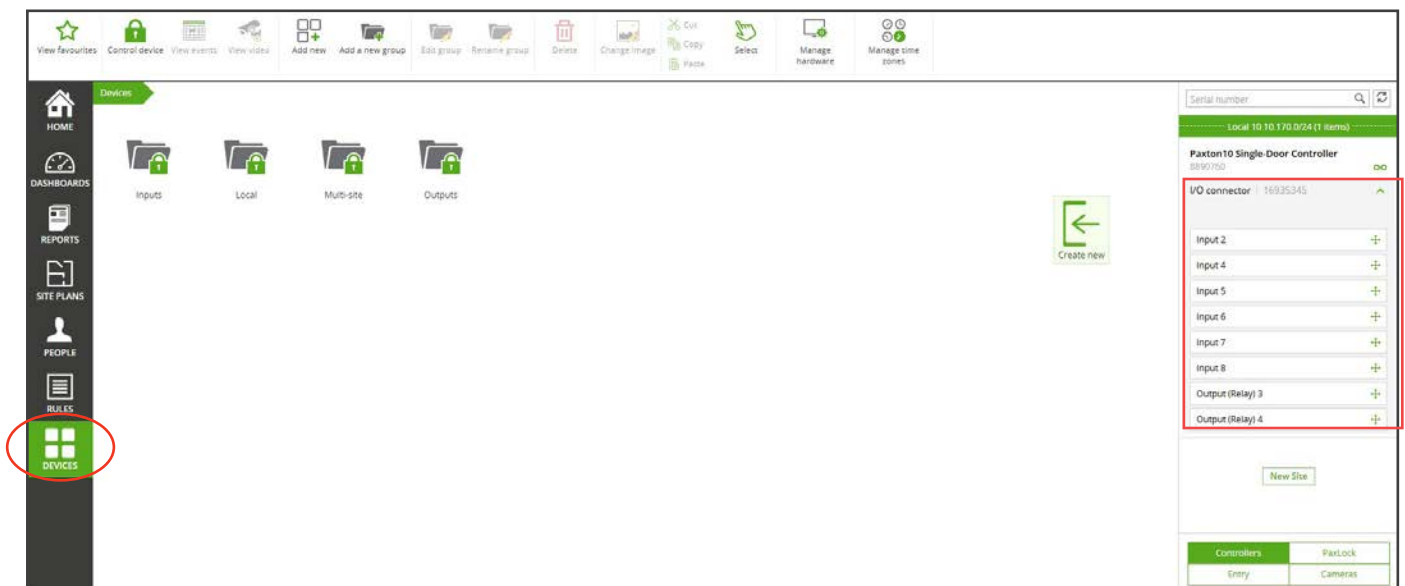 View favourites
Control device
View events
View video
Add new
Add a new group
Edit group
Rename group
Delete
Change image
Cut
Copy
Paste
Select
Manage
hardware
Manage time
zones
HOME
DASHBOARDS
REPORTS
SITE PLANS
PEOPLE
RULES
DEVICES
Devices
Inputs
Local
Multi-site
Outputs
Create new
Serial number
Local 10.10.170.0/24 (1 items)
Paxton10 Single-Door Controller
8890760
I/O connector | 16935345
Input 2
Input 4
Input 5
Input 6
Input 7
Input 8
Output (Relay) 3
Output (Relay) 4
New Site
Controllers
PaxLock
Entry
Cameras